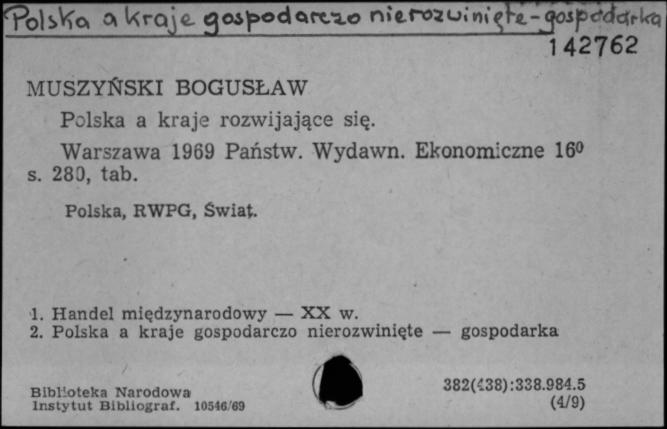 Polska a kraje gospodarczo nierozwinięte - gospodarka
142762
MUSZYŃSKI BOGUSŁAW
Polska a kraje rozwijające się.
Warszawa 1969 Państw. Wydawn. Ekonomiczne 16⁰
s. 280, tab.
Polska, RWPG, Świat.
1. Handel międzynarodowy — XX w.
2. Polska a kraje gospodarczo nierozwinięte — gospodarka
Biblioteka Narodowa
Instytut Bibliograf. 10546/69
382(438):338.984.5
(4/9)